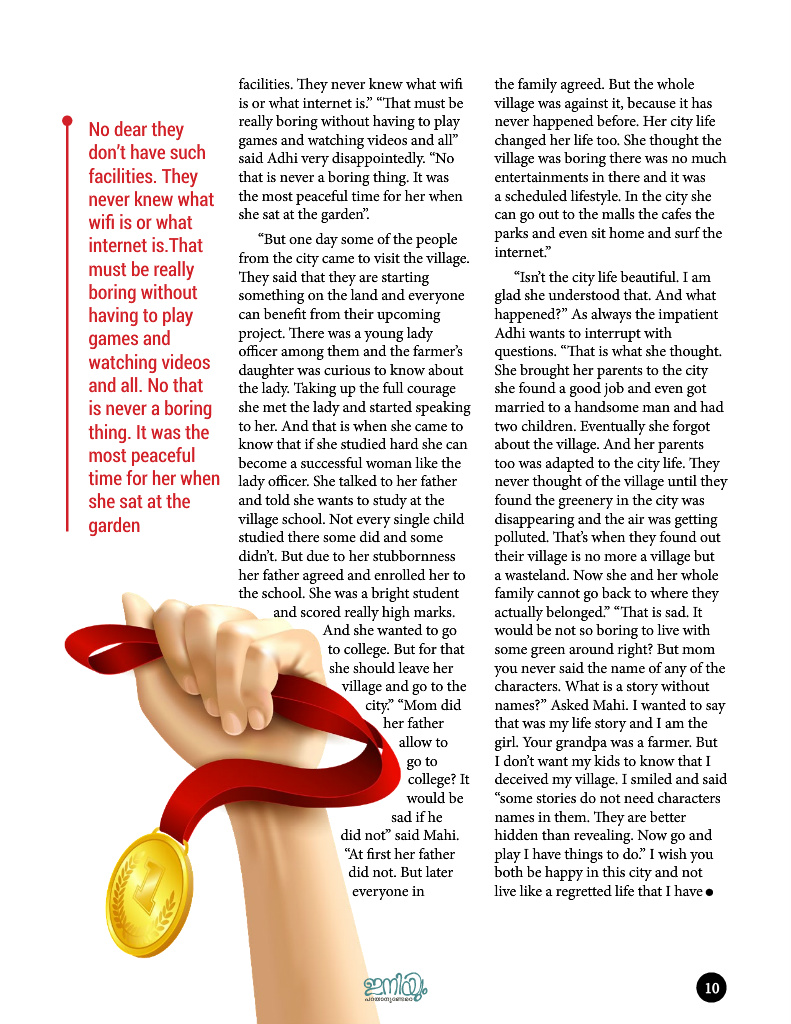 No dear they
don't have such
facilities. They
never knew what
wifi is or what
internet is.That
must be really
boring without
having to play
games and
watching videos
and all. No that
is never a boring
thing. It was the
most peaceful
time for her when
she sat at the
garden
facilities. They never knew what wifi
is or what internet is.” “That must be
really boring without having to play
games and watching videos and all”
said Adhi very disappointedly. “No
that is never a boring thing. It was
the most peaceful time for her when
she sat at the garden”.
“But one day some of the people
from the city came to visit the village.
They said that they are starting
something on the land and everyone
can benefit from their upcoming
project. There was a young lady
officer among them and the farmer’s
daughter was curious to know about
the lady. Taking up the full courage
she met the lady and started speaking
to her. And that is when she came to
know that if she studied hard she can
become a successful woman like the
lady officer. She talked to her father
and told she wants to study at the
village school. Not every single child
studied there some did and some
didn’t. But due to her stubbornness
her father agreed and enrolled her to
the school. She was a bright student
and scored really high marks.
And she wanted to go
to college. But for that
she should leave her
village and go to the
city.” “Mom did
her father
allow to
go to
college? It
would be
sad if he
did not” said Mahi.
“At first her father
did not. But later
everyone in
the family agreed. But the whole
village was against it, because it has
never happened before. Her city life
changed her life too. She thought the
village was boring there was no much
entertainments in there and it was
a scheduled lifestyle. In the city she
can go out to the malls the cafes the
parks and even sit home and surf the
internet.”
“Isn’t the city life beautiful. I am
glad she understood that. And what
happened?” As always the impatient
Adhi wants to interrupt with
questions. “That is what she thought.
She brought her parents to the city
she found a good job and even got
married to a handsome man and had
two children. Eventually she forgot
about the village. And her parents
too was adapted to the city life. They
never thought of the village until they
found the greenery in the city was
disappearing and the air was getting
polluted. That’s when they found out
their village is no more a village but
a wasteland. Now she and her whole
family cannot go back to where they
actually belonged.” “That is sad. It
would be not so boring to live with
some green around right? But mom
you never said the name of any of the
characters. What is a story without
names?” Asked Mahi. I wanted to say
that was my life story and I am the
girl. Your grandpa was a farmer. But
I don’t want my kids to know that I
deceived my village. I smiled and said
“some stories do not need characters
names in them. They are better
hidden than revealing. Now go and
play I have things to do.” I wish you
both be happy in this city and not
live like a regretted life that I have ●
1
ഇനിയും
10